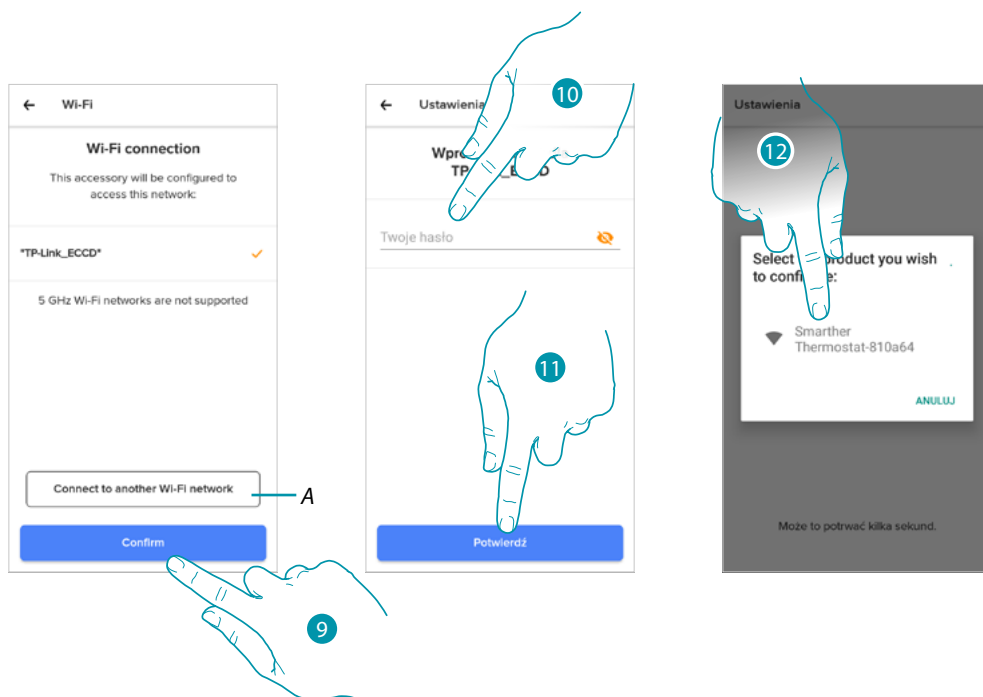 ← Wi-Fi
Wi-Fi connection
This accessory will be configured to
access this network:
"TP-Link_ECCD"
5 GHz Wi-Fi networks are not supported
Connect to another Wi-Fi network
A
Confirm
9
← Ustawienia
10
TP
Twoje hasło
11
Potwierdź
Ustawienia
12
Select product you wish
to
Smarther
Thermostat-810a64
ANULUJ
Może to potrwać kilka sekund.